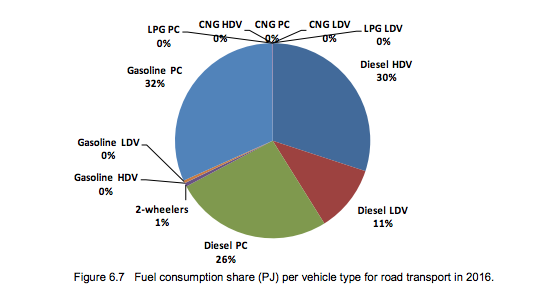 CNG HDV
0%
CNG PC
0%
CNG LDV
0%
LPG PC
0%
LPG LDV
0%
Gasoline PC
32%
Diesel HDV
30%
Gasoline LDV
0%
Gasoline HDV
0%
2-wheelers
1%
Diesel LDV
11%
Diesel PC
26%
Figure 6.7 Fuel consumption share (PJ) per vehicle type for road transport in 2016.